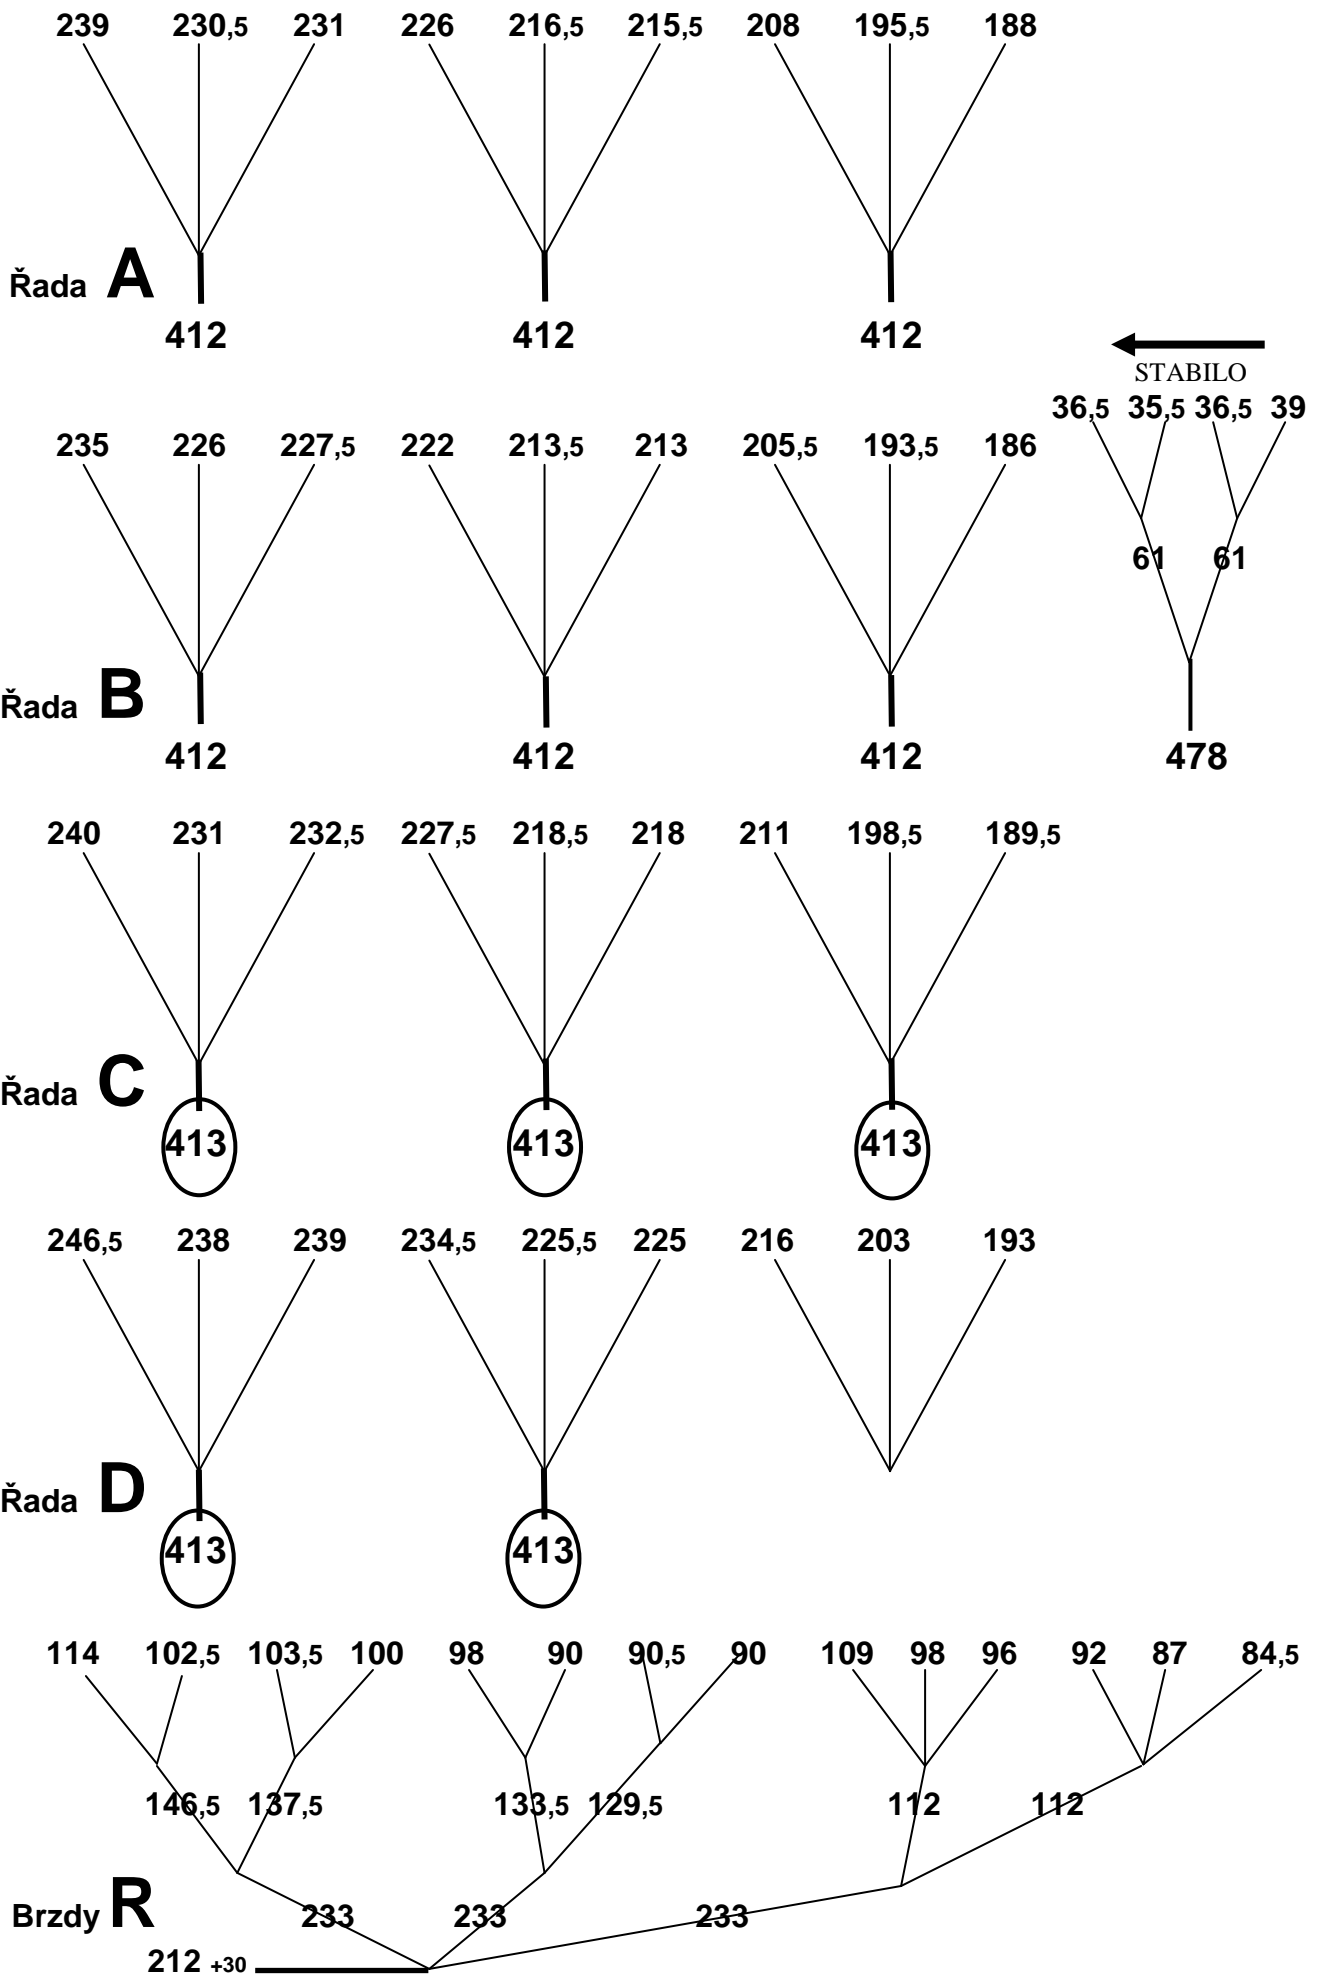 239 230,5 231 226 216,5 215,5 208 195,5 188
Řada A
412 412 412
STABILO
36,5 35,5 36,5 39
235 226 227,5 222 213,5 213 205,5 193,5 186
61 61
Řada B
412 412 412 478
240 231 232,5 227,5 218,5 218 211 198,5 189,5
Řada C
413 413 413
246,5 238 239 234,5 225,5 225 216 203 193
Řada D
413 413
114 102,5 103,5 100 98 90 90,5 90 109 98 96 92 87 84,5
146,5 137,5 133,5 129,5 112 112
Brzdy R 233 233 233
212 +30